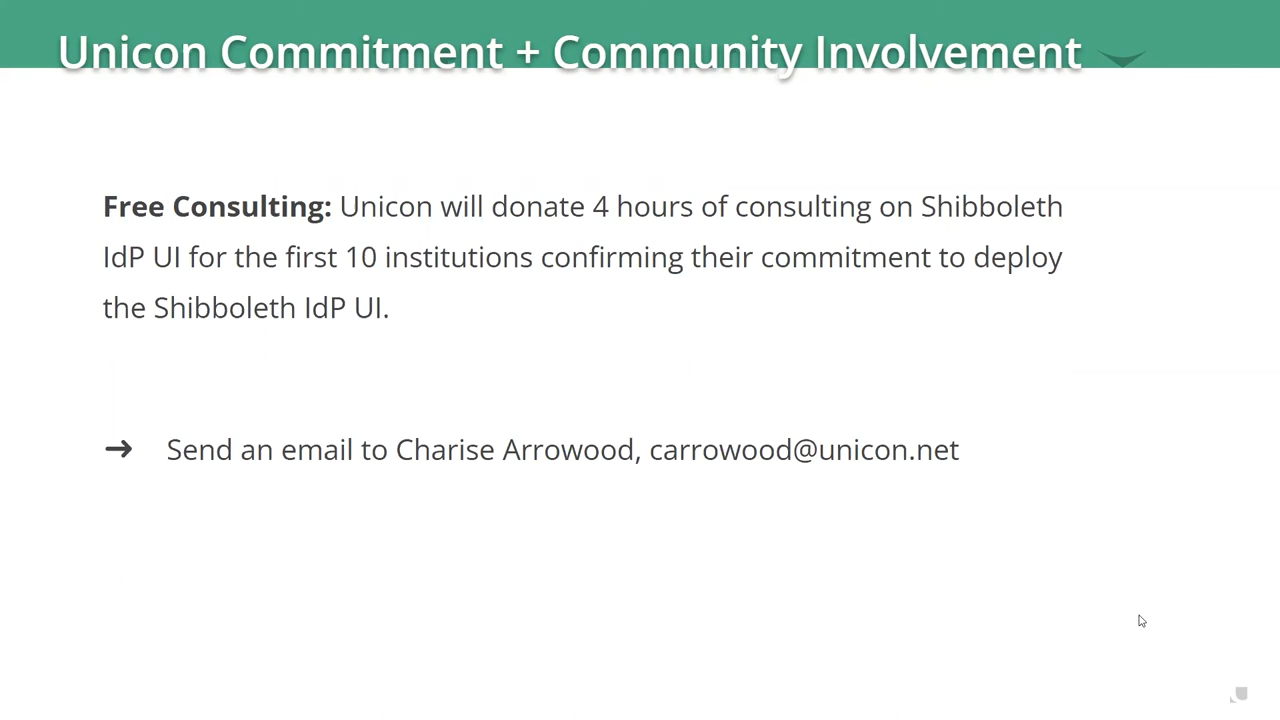 Unicon Commitment + Community Involvement
Free Consulting: Unicon will donate 4 hours of consulting on Shibboleth
IdP UI for the first 10 institutions confirming their commitment to deploy
the Shibboleth IdP UI.
➔ Send an email to Charise Arrowood, carrowood@unicon.net